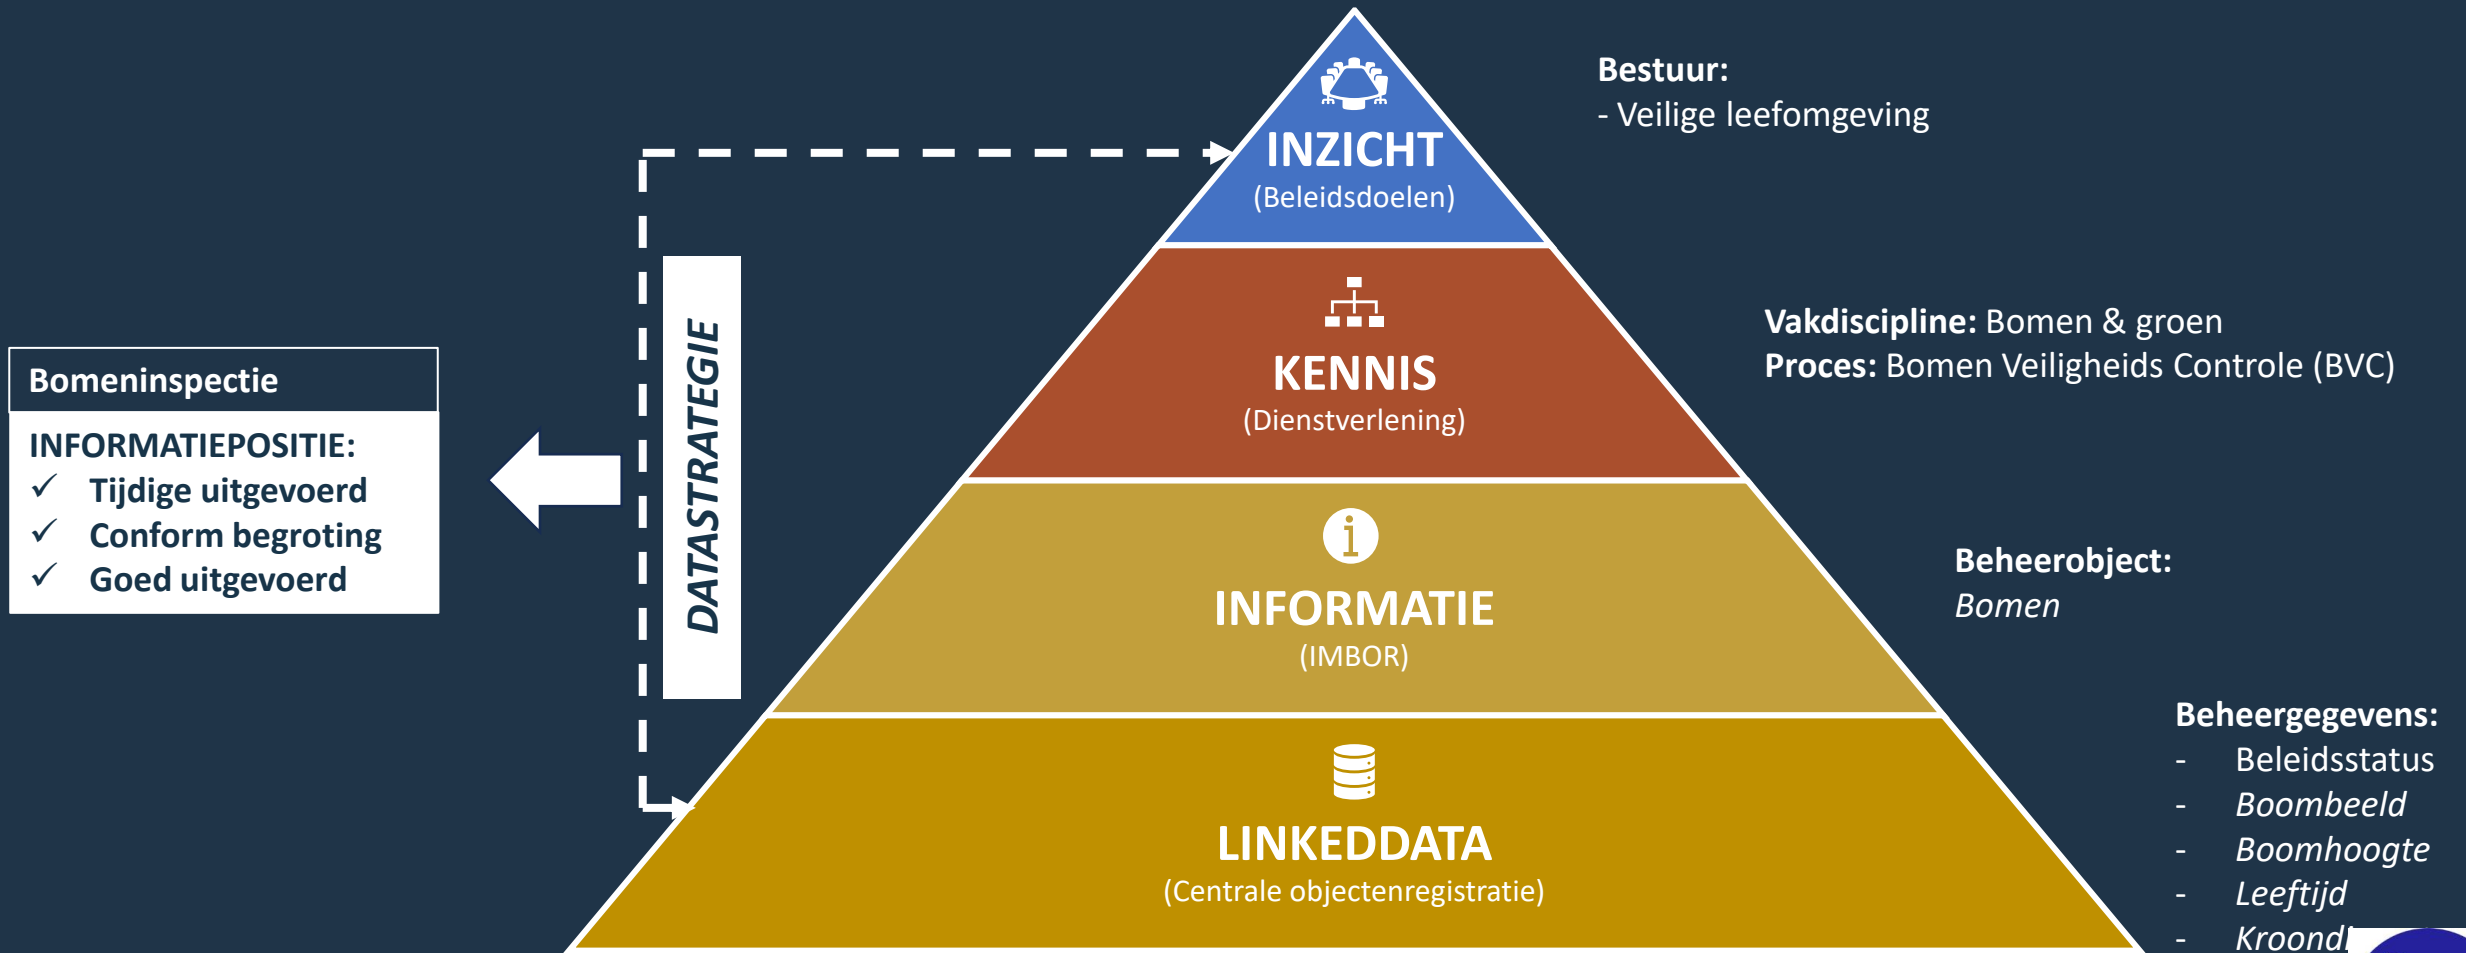 Bomeninspectie
INFORMATIEPOSITIE:
✓ Tijdige uitgevoerd
✓ Conform begroting
✓ Goed uitgevoerd
DATASTRATEGIE
INZICHT
(Beleidsdoelen)
KENNIS
(Dienstverlening)
INFORMATIE
(IMBOR)
LINKEDDATA
(Centrale objectenregistratie)
Bestuur:
- Veilige leefomgeving
Vakdiscipline: Bomen & groen
Proces: Bomen Veiligheids Controle (BVC)
Beheerobject:
Bomen
Beheergegevens:
- Beleidsstatus
- Boombeeld
- Boomhoogte
- Leeftijd
-